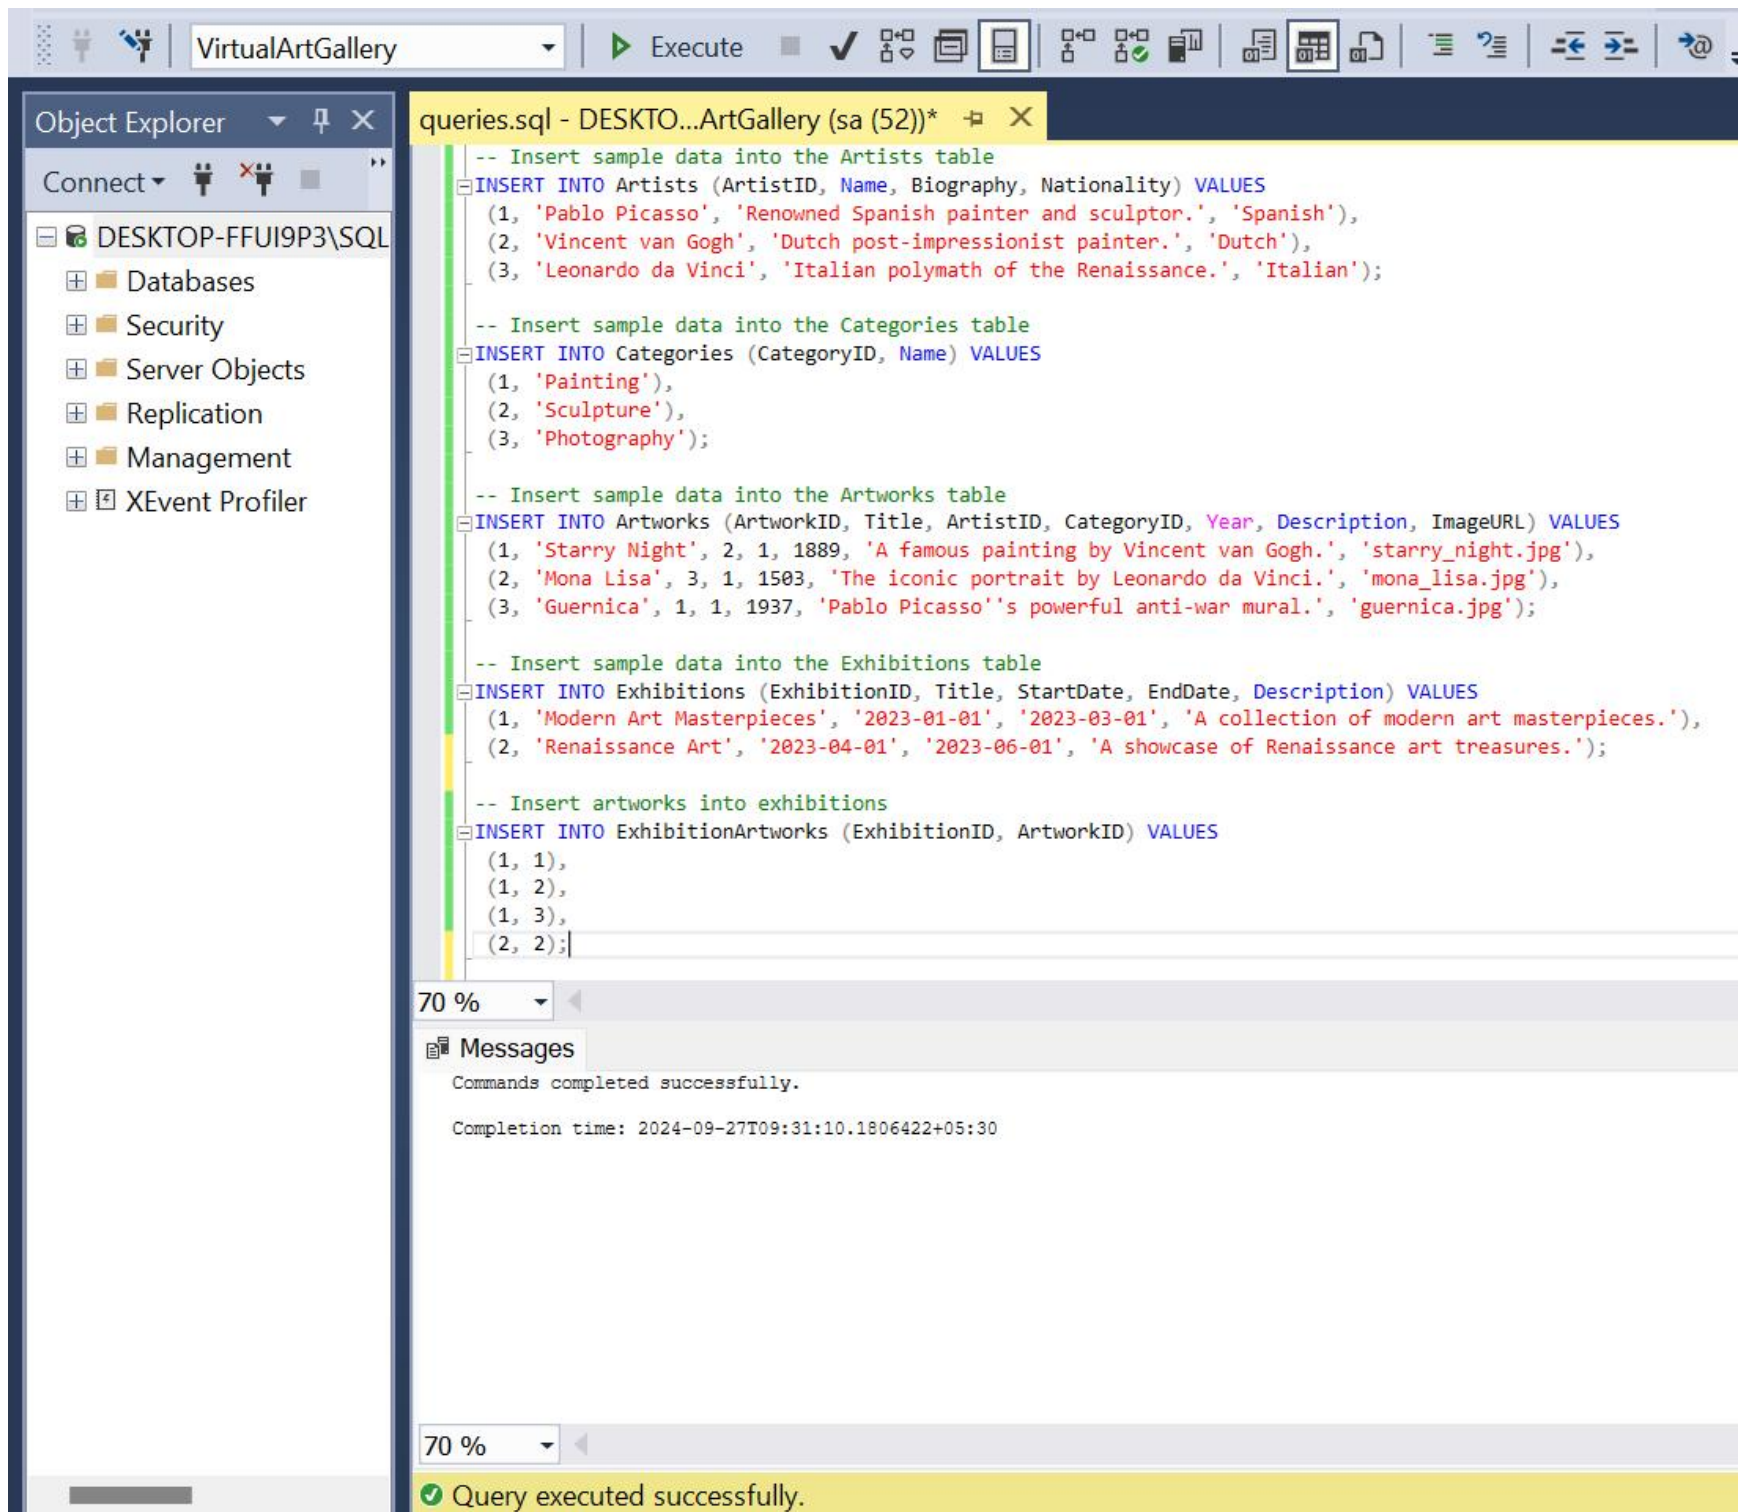 VirtualArtGallery
Execute
Object Explorer
Connect
DESKTOP-FFUI9P3\SQL
Databases
Security
Server Objects
Replication
Management
XEvent Profiler
queries.sql - DESKTO...ArtGallery (sa (52))*
-- Insert sample data into the Artists table
INSERT INTO Artists (ArtistID, Name, Biography, Nationality) VALUES
(1, 'Pablo Picasso', 'Renowned Spanish painter and sculptor.', 'Spanish'),
(2, 'Vincent van Gogh', 'Dutch post-impressionist painter.', 'Dutch'),
(3, 'Leonardo da Vinci', 'Italian polymath of the Renaissance.', 'Italian');
-- Insert sample data into the Categories table
INSERT INTO Categories (CategoryID, Name) VALUES
(1, 'Painting'),
(2, 'Sculpture'),
(3, 'Photography');
-- Insert sample data into the Artworks table
INSERT INTO Artworks (ArtworkID, Title, ArtistID, CategoryID, Year, Description, ImageURL) VALUES
(1, 'Starry Night', 2, 1, 1889, 'A famous painting by Vincent van Gogh.', 'starry_night.jpg'),
(2, 'Mona Lisa', 3, 1, 1503, 'The iconic portrait by Leonardo da Vinci.', 'mona_lisa.jpg'),
(3, 'Guernica', 1, 1, 1937, 'Pablo Picasso''s powerful anti-war mural.', 'guernica.jpg');
-- Insert sample data into the Exhibitions table
INSERT INTO Exhibitions (ExhibitionID, Title, StartDate, EndDate, Description) VALUES
(1, 'Modern Art Masterpieces', '2023-01-01', '2023-03-01', 'A collection of modern art masterpieces.'),
(2, 'Renaissance Art', '2023-04-01', '2023-06-01', 'A showcase of Renaissance art treasures.');
-- Insert artworks into exhibitions
INSERT INTO ExhibitionArtworks (ExhibitionID, ArtworkID) VALUES
(1, 1),
(1, 2),
(1, 3),
(2, 2);
70 %
Messages
Commands completed successfully.
Completion time: 2024-09-27T09:31:10.1806422+05:30
70 %
Query executed successfully.